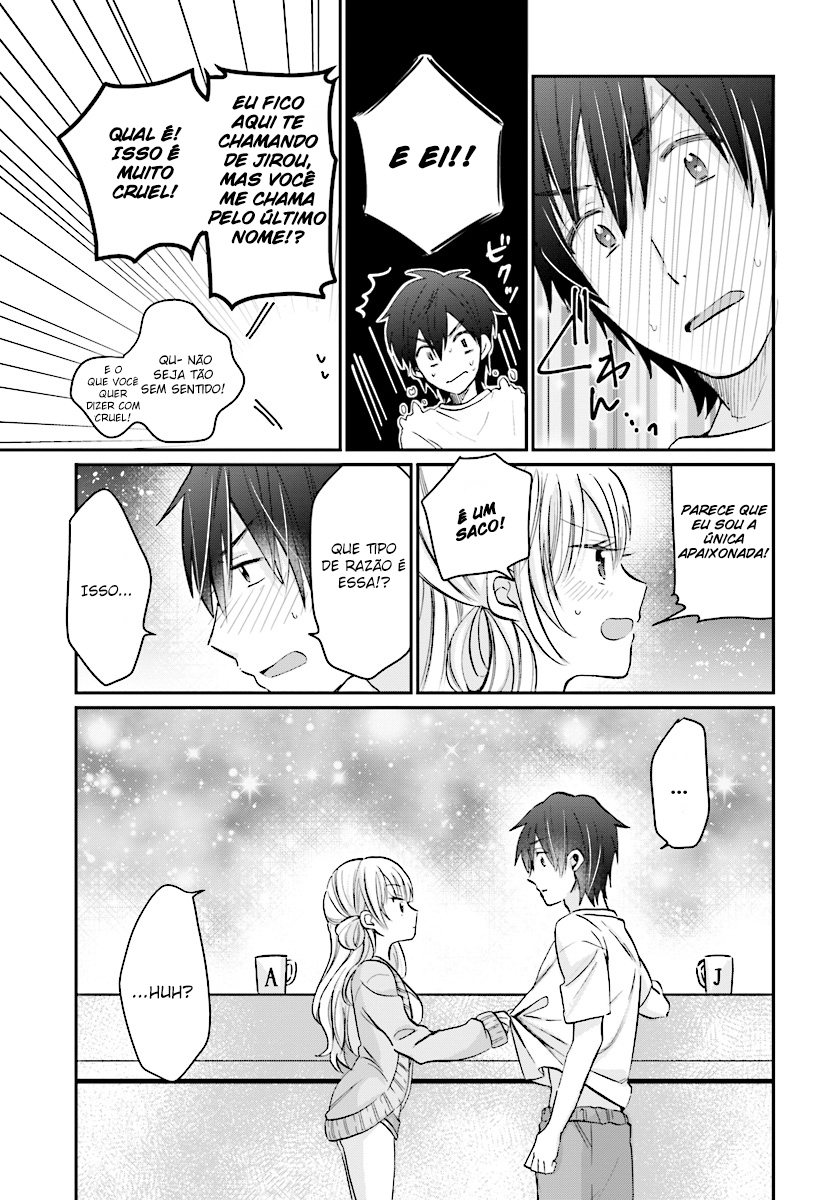 ぐわん…
E EI!!
ビクッ
EU FICO
AQUI TE
CHAMANDO
DE JIROU,
MAS VOCÊ
ME CHAMA
PELO ÚLTIMO
NOME!?
QUAL É!
ISSO É
MUITO
CRUEL!
QU- NÃO
SEJA TÃO
SEM SENTIDO!
E O
QUE VOCÊ
QUER
DIZER COM
CRUEL!
PARECE QUE
EU SOU A
ÚNICA
APAIXONADA!
É UM
SACO!
QUE TIPO
DE RAZÃO É
ESSA!?
ISSO...
...
...HUH?
A
J